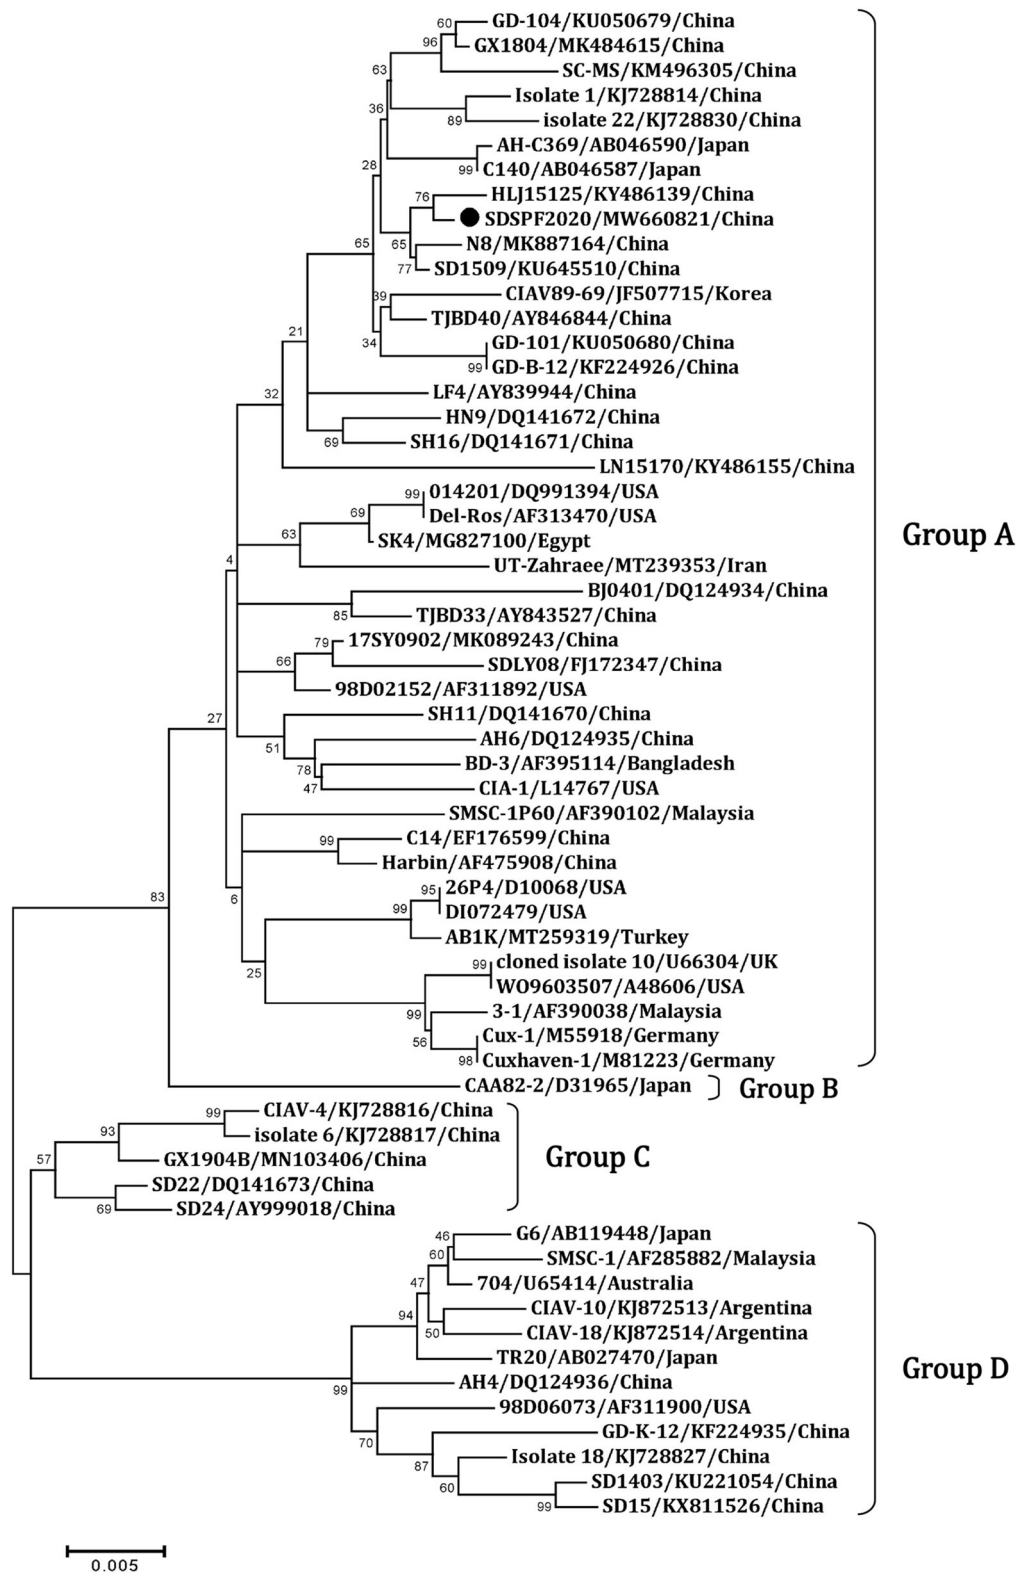 60
GD-104/KU050679/China
96
GX1804/MK484615/China
63
SC-MS/KM496305/China
Isolate 1/KJ728814/China
36
89
isolate 22/KJ728830/China
AH-C369/AB046590/Japan
28
99
C140/AB046587/Japan
76
HLJ15125/KY486139/China
SDSPF2020/MW660821/China
65
65
N8/MK887164/China
77
SD1509/KU645510/China
39
CIAV89-69/JF507715/Korea
TJBD40/AY846844/China
21
34
GD-101/KU050680/China
99
GD-B-12/KF224926/China
32
LF4/AY839944/China
HN9/DQ141672/China
69
SH16/DQ141671/China
LN15170/KY486155/China
99
014201/DQ991394/USA
69
Del-Ros/AF313470/USA
63
SK4/MG827100/Egypt
Group A
4
UT-Zahraee/MT239353/Iran
BJ0401/DQ124934/China
85
TJBD33/AY843527/China
79
17SY0902/MK089243/China
66
SDLY08/FJ172347/China
98D02152/AF311892/USA
27
SH11/DQ141670/China
51
AH6/DQ124935/China
78
BD-3/AF395114/Bangladesh
47
CIA-1/L14767/USA
SMSC-1P60/AF390102/Malaysia
99
C14/EF176599/China
Harbin/AF475908/China
83
6
95
26P4/D10068/USA
99
DI072479/USA
AB1K/MT259319/Turkey
25
99
cloned isolate 10/U66304/UK
WO9603507/A48606/USA
99
3-1/AF390038/Malaysia
56
Cux-1/M55918/Germany
98
Cuxhaven-1/M81223/Germany
CAA82-2/D31965/Japan
Group B
99
CIAV-4/KJ728816/China
93
isolate 6/KJ728817/China
57
GX1904B/MN103406/China
Group C
SD22/DQ141673/China
69
SD24/AY999018/China
46
G6/AB119448/Japan
60
SMSC-1/AF285882/Malaysia
47
704/U65414/Australia
94
CIAV-10/KJ872513/Argentina
50
CIAV-18/KJ872514/Argentina
TR20/AB027470/Japan
Group D
99
AH4/DQ124936/China
98D06073/AF311900/USA
70
GD-K-12/KF224935/China
87
Isolate 18/KJ728827/China
60
SD1403/KU221054/China
99
SD15/KX811526/China
0.005